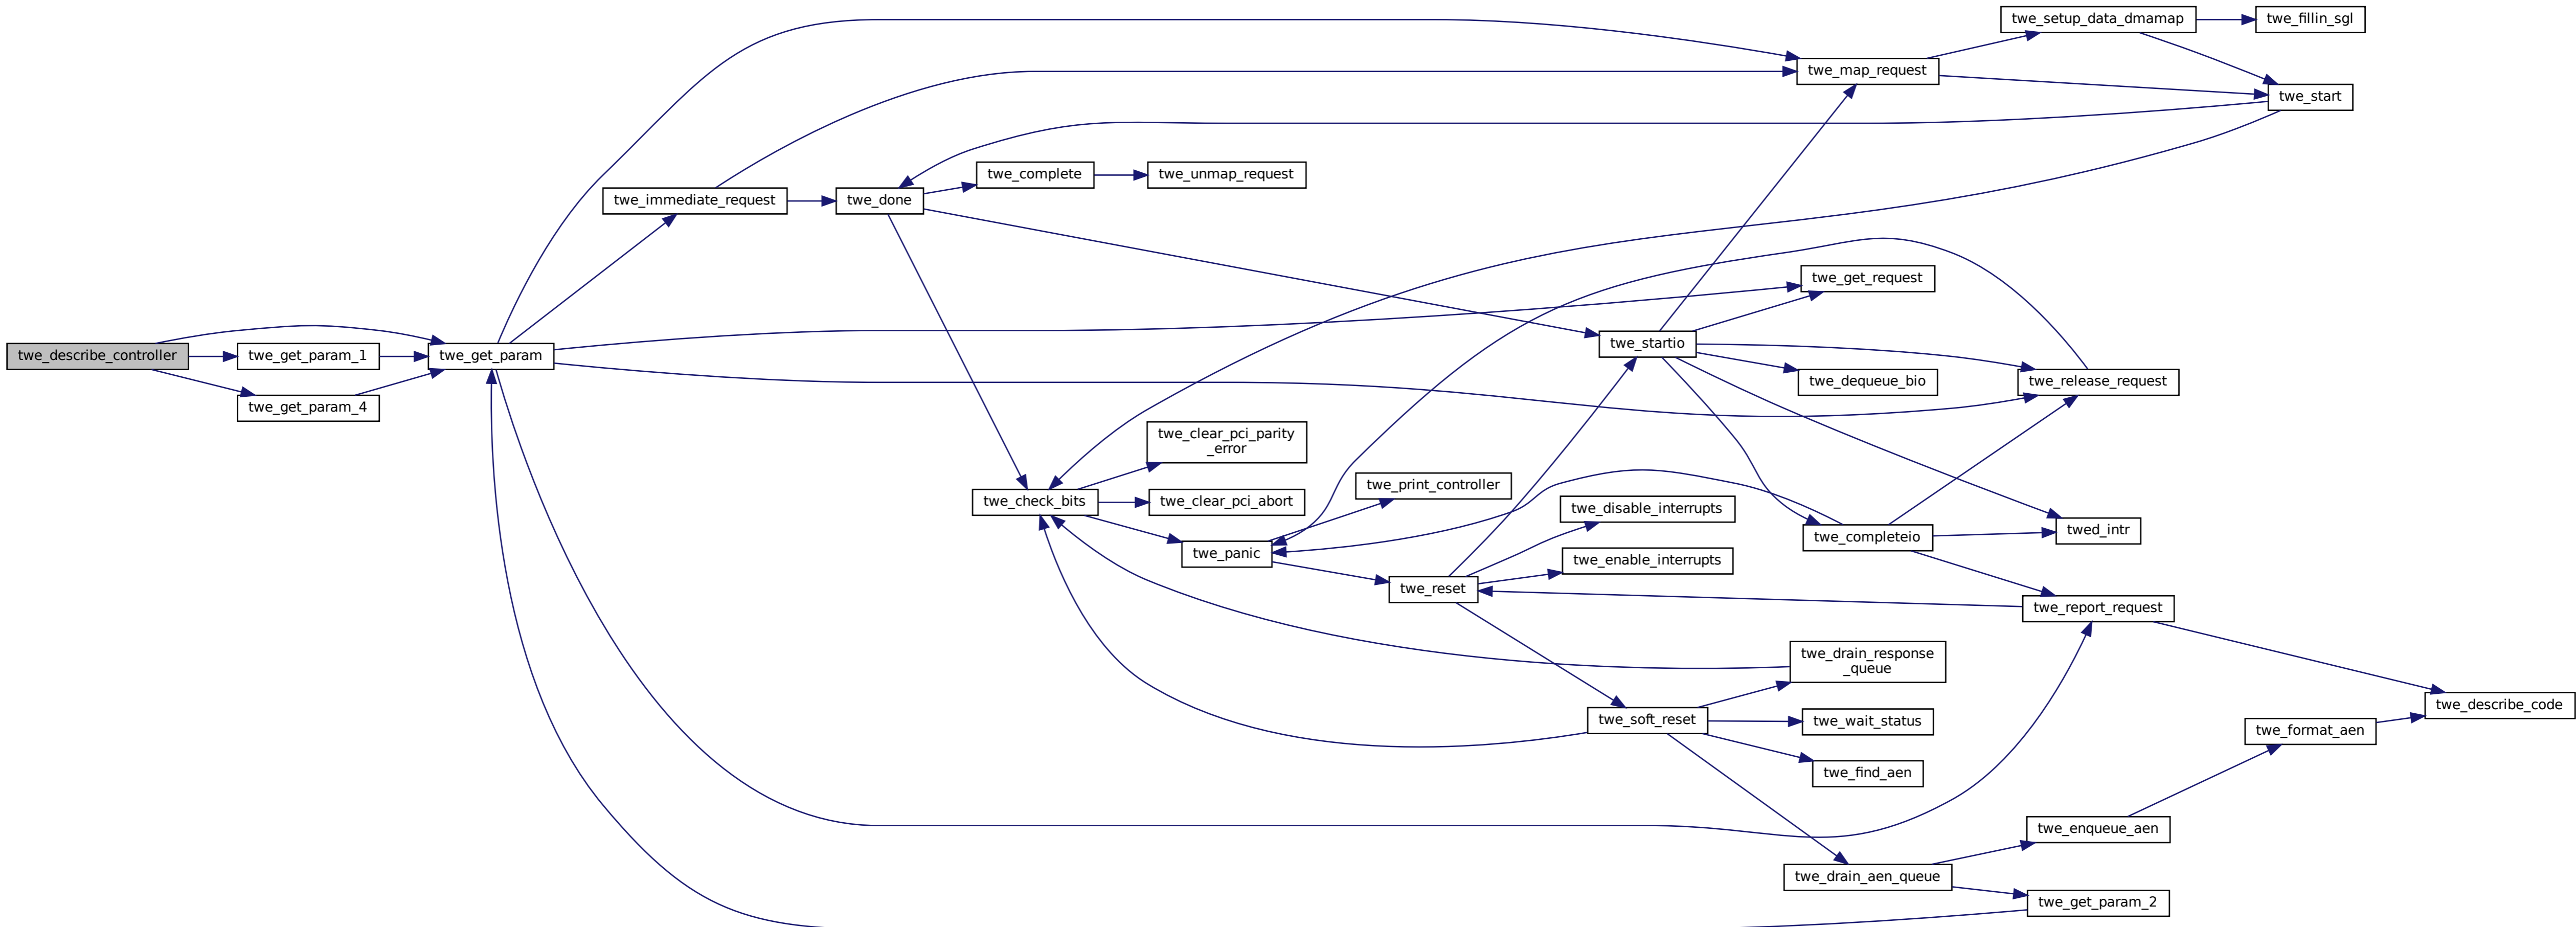 twe_setup_data_dmamap
twe_fillin_sgl
twe_map_request
twe_start
twe_complete
twe_unmap_request
twe_immediate_request
twe_done
twe_get_request
twe_startio
twe_describe_controller
twe_get_param_1
twe_get_param
twe_dequeue_bio
twe_release_request
twe_get_param_4
twe_clear_pci_parity
_error
twe_print_controller
twe_check_bits
twe_clear_pci_abort
twe_disable_interrupts
twed_intr
twe_completeio
twe_panic
twe_enable_interrupts
twe_reset
twe_report_request
twe_drain_response
_queue
twe_describe_code
twe_soft_reset
twe_wait_status
twe_format_aen
twe_find_aen
twe_enqueue_aen
twe_drain_aen_queue
twe_get_param_2